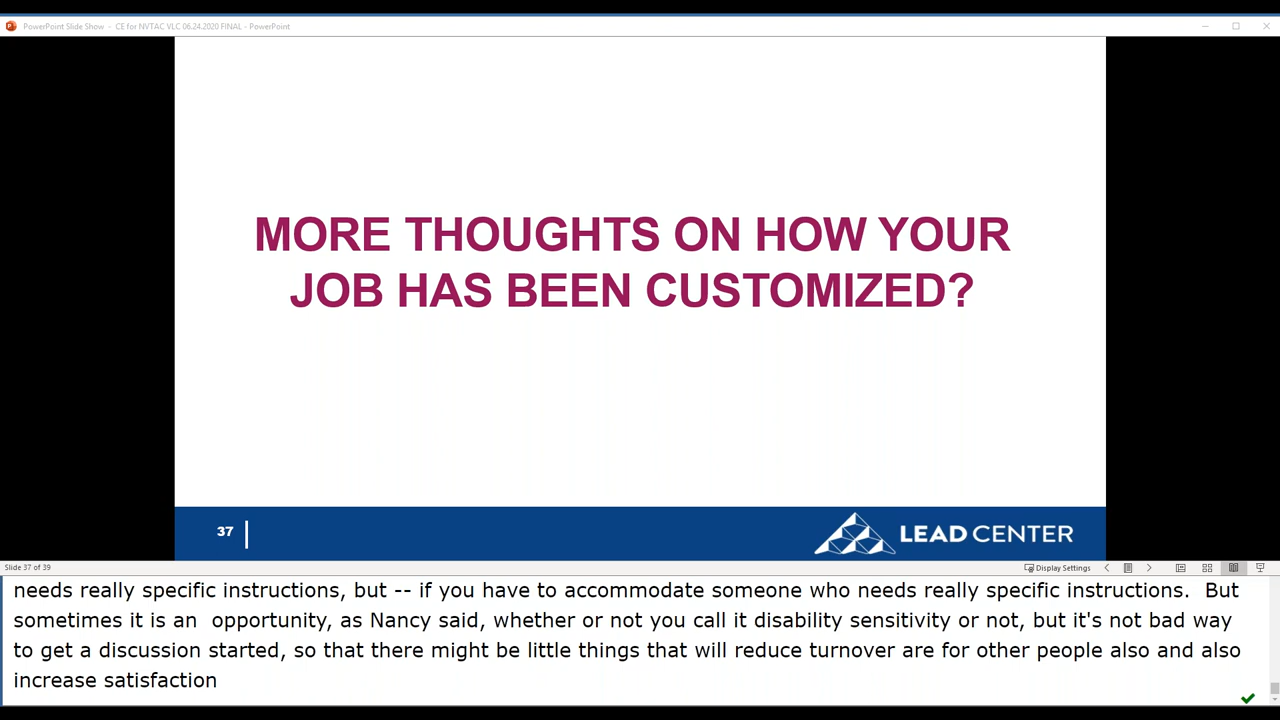 PowerPoint Slide Show - CE for NVTAC VLC 06.24.2020 FINAL - PowerPoint
MORE THOUGHTS ON HOW YOUR
JOB HAS BEEN CUSTOMIZED?
37
LEAD CENTER
Slide 37 of 39
Display Settings
needs really specific instructions, but -- if you have to accommodate someone who needs really specific instructions.  But
sometimes it is an  opportunity, as Nancy said, whether or not you call it disability sensitivity or not, but it's not bad way
to get a discussion started, so that there might be little things that will reduce turnover are for other people also and also
increase satisfaction